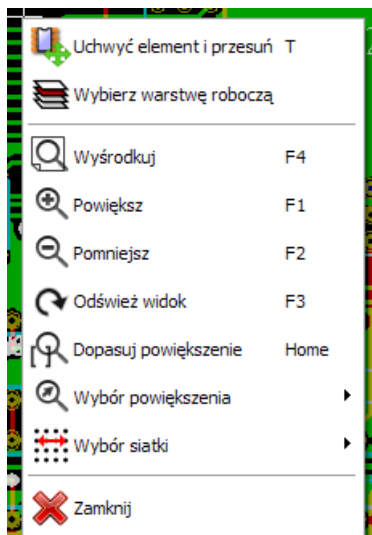 Uchwyć element i przesuń T
Wybierz warstwę roboczą
Wyśrodkuj F4
Powiększ F1
Pomniejsz F2
Odśwież widok F3
Dopasuj powiększenie Home
Wybór powiększenia
Wybór siatki
Zamknij